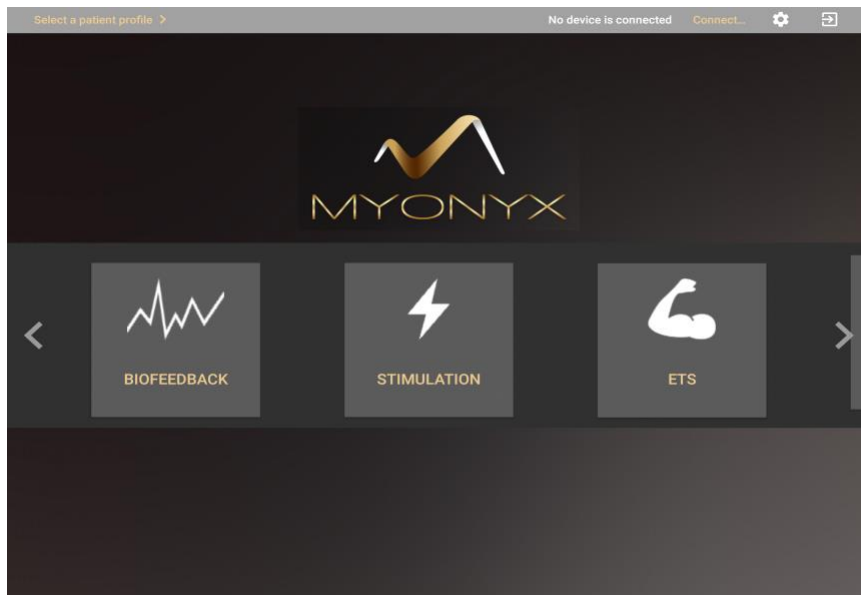 Select a patient profile
No device is connected Connect...
MYONYX
BIOFEEDBACK
STIMULATION
ETS